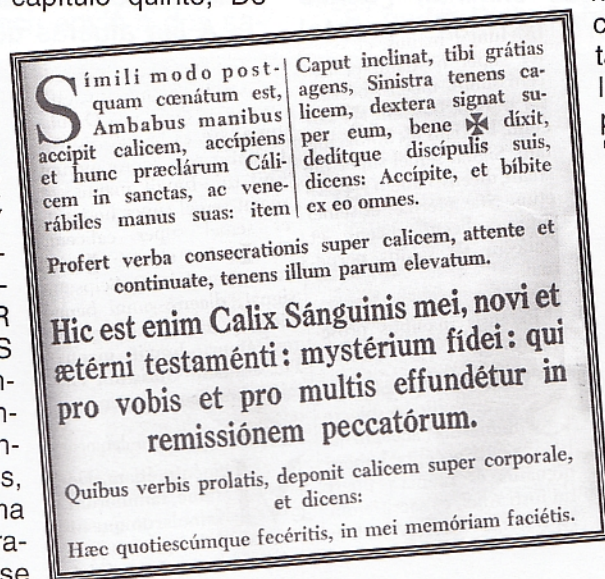 capítulo quinto, De
Símili modo post-
quam cœnátum est,
Ambabus manibus
accipit calicem, accípiens
et hunc præclárum Cáli-
cem in sanctas, ac vene-
rábiles manus suas: item
Caput inclinat, tibi grátias
agens, Sinistra tenens ca-
licem, dextera signat su-
per eum, bene ✠ díxit,
dedítque discípulis suis,
dicens: Accípite, et bíbite
ex eo omnes.
Profert verba consecrationis super calicem, attente et
continuate, tenens illum parum elevatum.
Hic est enim Calix Sánguinis mei, novi et
ætérni testaménti: mystérium fídei: qui
pro vobis et pro multis effundétur in
remissiónem peccatórum.
Quibus verbis prolatis, deponit calicem super corporale,
et dicens:
Hæc quotiescúmque fecéritis, in mei memóriam faciétis.